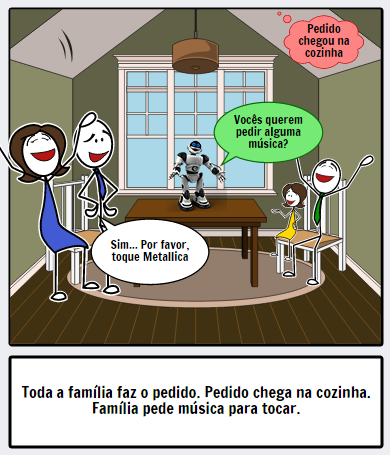 Pedido
chegou na
cozinha
Vocês querem
pedir alguma
música?
Sim... Por favor,
toque Metallica
Toda a família faz o pedido. Pedido chega na cozinha.
Família pede música para tocar.